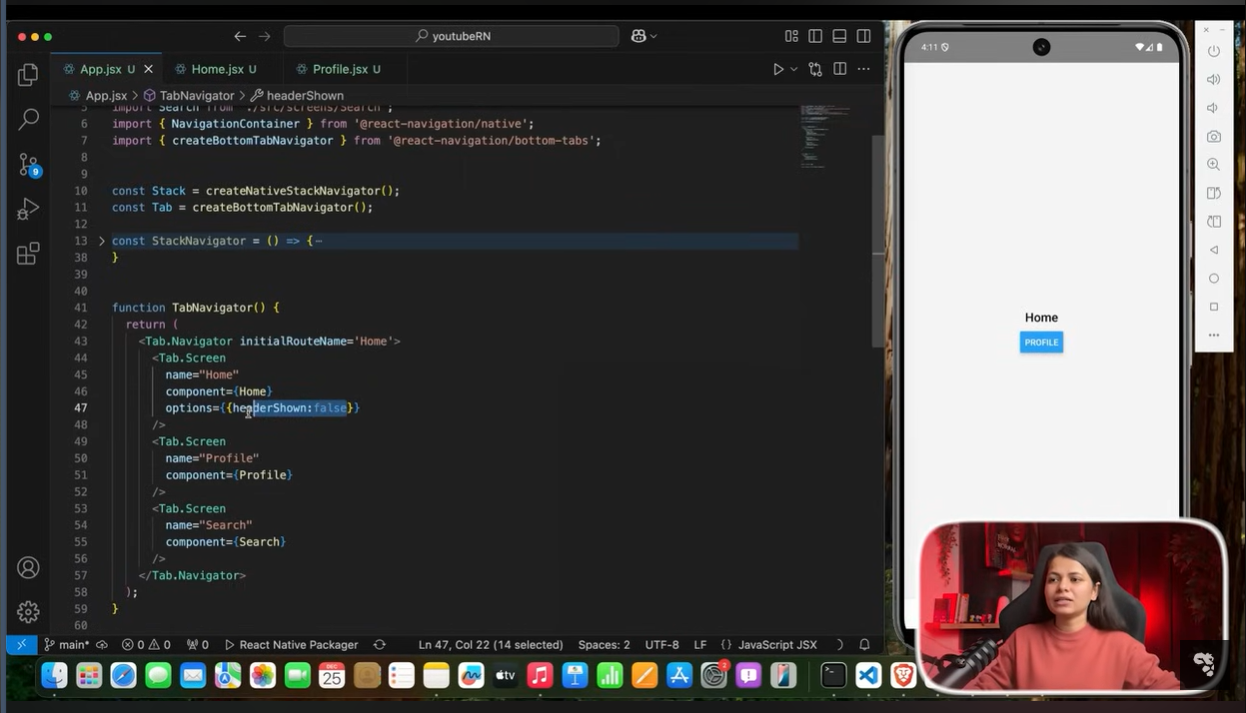 youtubeRN
App.jsx U
Home.jsx U
Profile.jsx U
App.jsx > TabNavigator > headerShown
5 import Search from './src/screens/Search';
6 import { NavigationContainer } from '@react-navigation/native';
7 import { createBottomTabNavigator } from '@react-navigation/bottom-tabs';
8
9
10 const Stack = createNativeStackNavigator();
11 const Tab = createBottomTabNavigator();
12
13 const StackNavigator = () => {
38 }
39
40
41 function TabNavigator() {
42 return (
43 <Tab.Navigator initialRouteName='Home'>
44 <Tab.Screen
45 name="Home"
46 component={Home}
47 options={{headerShown:false}}
48 />
49 <Tab.Screen
50 name="Profile"
51 component={Profile}
52 />
53 <Tab.Screen
54 name="Search"
55 component={Search}
56 />
57 </Tab.Navigator>
58 );
59 }
60
9
main* 0 0 0 React Native Packager Ln 47, Col 22 (14 selected) Spaces: 2 UTF-8 LF {} JavaScript JSX
4:11
Home
PROFILE
DEC
25
tv
2